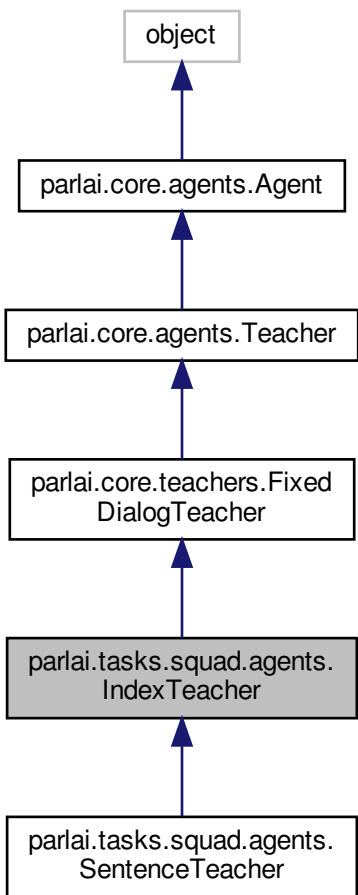 object
parlai.core.agents.Agent
parlai.core.agents.Teacher
parlai.core.teachers.Fixed
DialogTeacher
parlai.tasks.squad.agents.
IndexTeacher
parlai.tasks.squad.agents.
SentenceTeacher